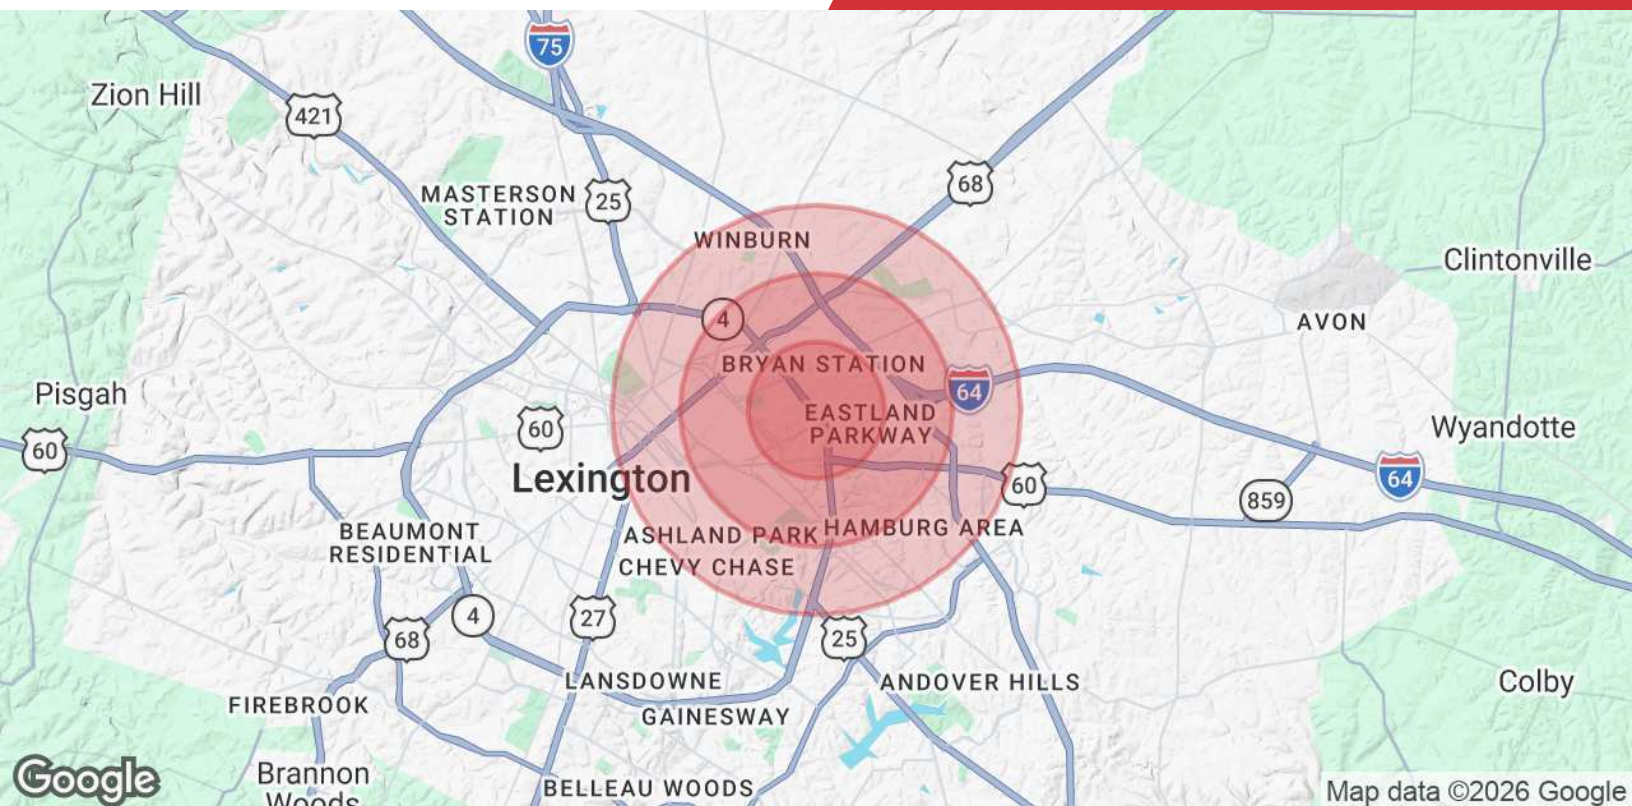 75
Zion Hill
421
68
MASTERSON
STATION
25
WINBURN
Clintonville
4
AVON
BRYAN STATION
64
Pisgah
EASTLAND
PARKWAY
60
60
Wyandotte
Lexington
60
64
859
BEAUMONT
RESIDENTIAL
ASHLAND PARK
HAMBURG AREA
CHEVY CHASE
4
27
68
25
LANSDOWNE
ANDOVER HILLS
Colby
FIREBROOK
GAINESWAY
Google
Brannon
Woods
BELLEAU WOODS
Map data ©2026 Google